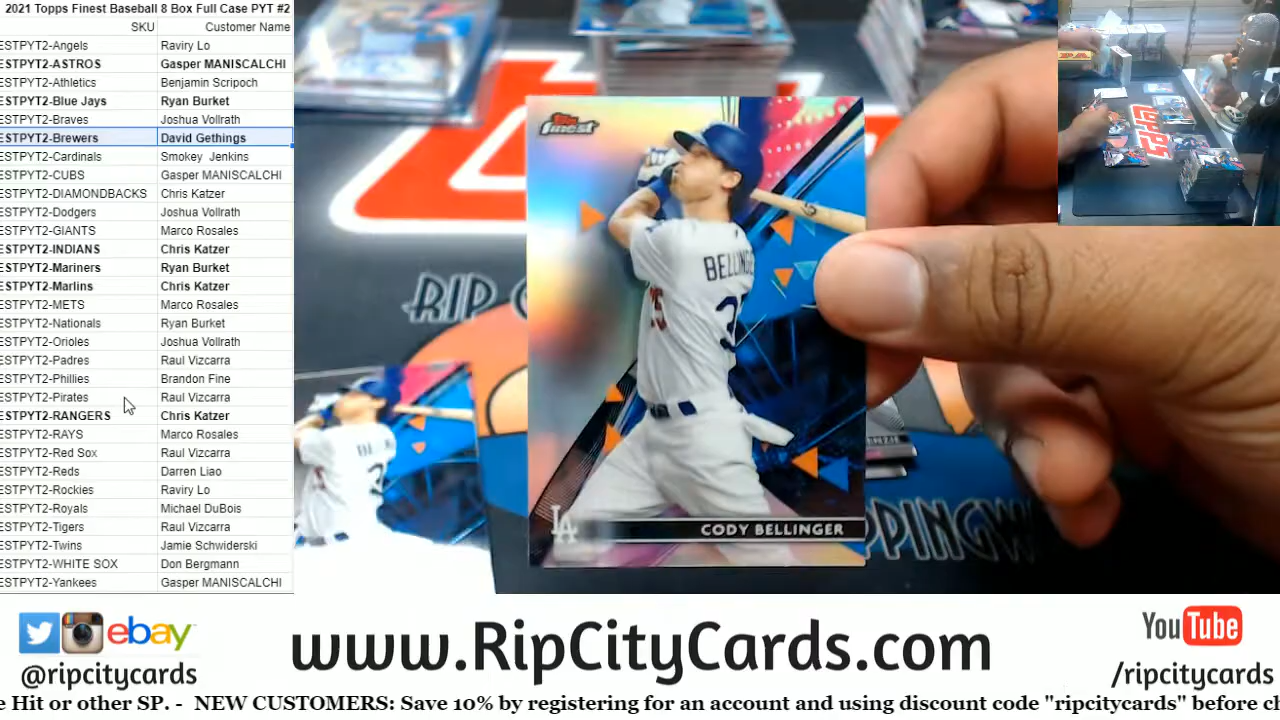 2021 Topps Finest Baseball 8 Box Full Case PYT #2
SKU Customer Name
ESTPYT2-Angels Raviry Lo
ESTPYT2-ASTROS Gasper MANISCALCHI
ESTPYT2-Athletics Benjamin Scripoch
ESTPYT2-Blue Jays Ryan Burket
ESTPYT2-Braves Joshua Vollrath
ESTPYT2-Brewers David Gethings
ESTPYT2-Cardinals Smokey Jenkins
ESTPYT2-CUBS Gasper MANISCALCHI
ESTPYT2-DIAMONDBACKS Chris Katzer
ESTPYT2-Dodgers Joshua Vollrath
ESTPYT2-GIANTS Marco Rosales
ESTPYT2-INDIANS Chris Katzer
ESTPYT2-Mariners Ryan Burket
ESTPYT2-Marlins Chris Katzer
ESTPYT2-METS Marco Rosales
ESTPYT2-Nationals Ryan Burket
ESTPYT2-Orioles Joshua Vollrath
ESTPYT2-Padres Raul Vizcarra
ESTPYT2-Phillies Brandon Fine
ESTPYT2-Pirates Raul Vizcarra
ESTPYT2-RANGERS Chris Katzer
ESTPYT2-RAYS Marco Rosales
ESTPYT2-Red Sox Raul Vizcarra
ESTPYT2-Reds Darren Liao
ESTPYT2-Rockies Raviry Lo
ESTPYT2-Royals Michael DuBois
ESTPYT2-Tigers Raul Vizcarra
ESTPYT2-Twins Jamie Schwiderski
ESTPYT2-WHITE SOX Don Bergmann
ESTPYT2-Yankees Gasper MANISCALCHI
Topps
finest
BELLINGE
35
LA
CODY BELLINGER
RIP
PPINGW
TOPPS
ebay
@ripcitycards
www.RipCityCards.com
YouTube
/ripcitycards
e Hit or other SP. - NEW CUSTOMERS: Save 10% by registering for an account and using discount code "ripcitycards" before ch